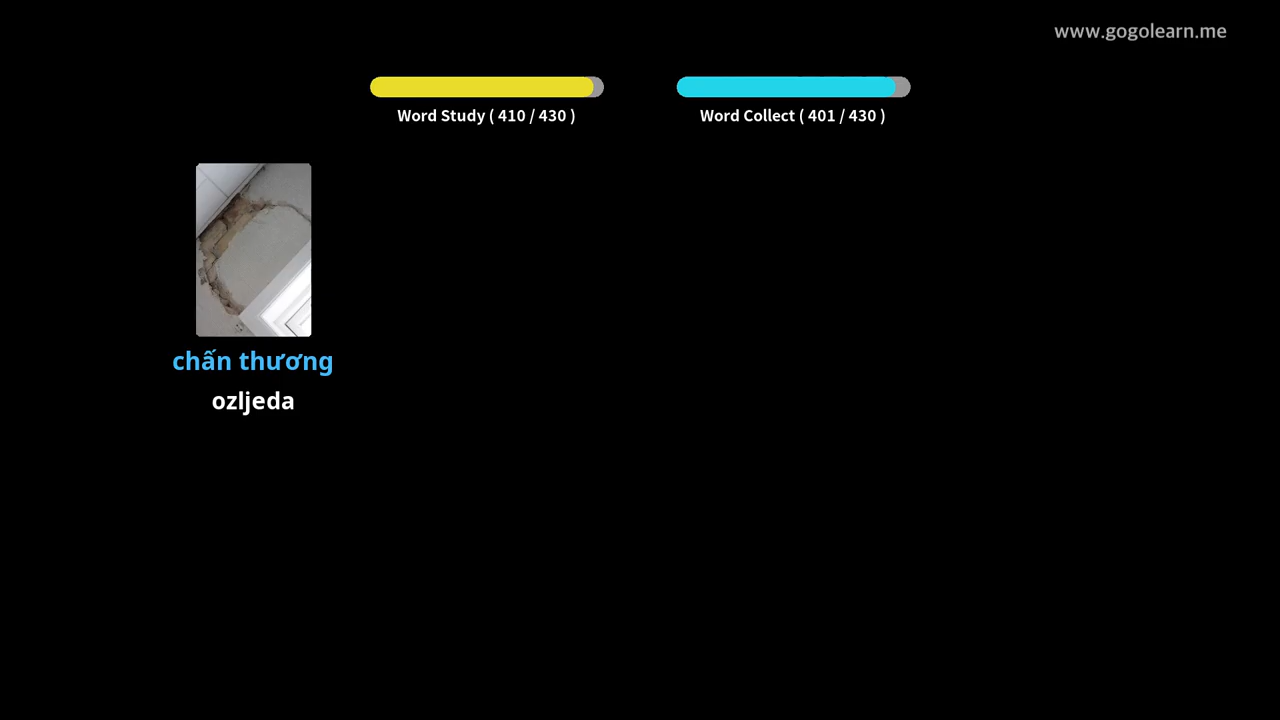 www.gogolearn.me
Word Study ( 410 / 430 )
Word Collect ( 401 / 430 )
chấn thương
ozljeda